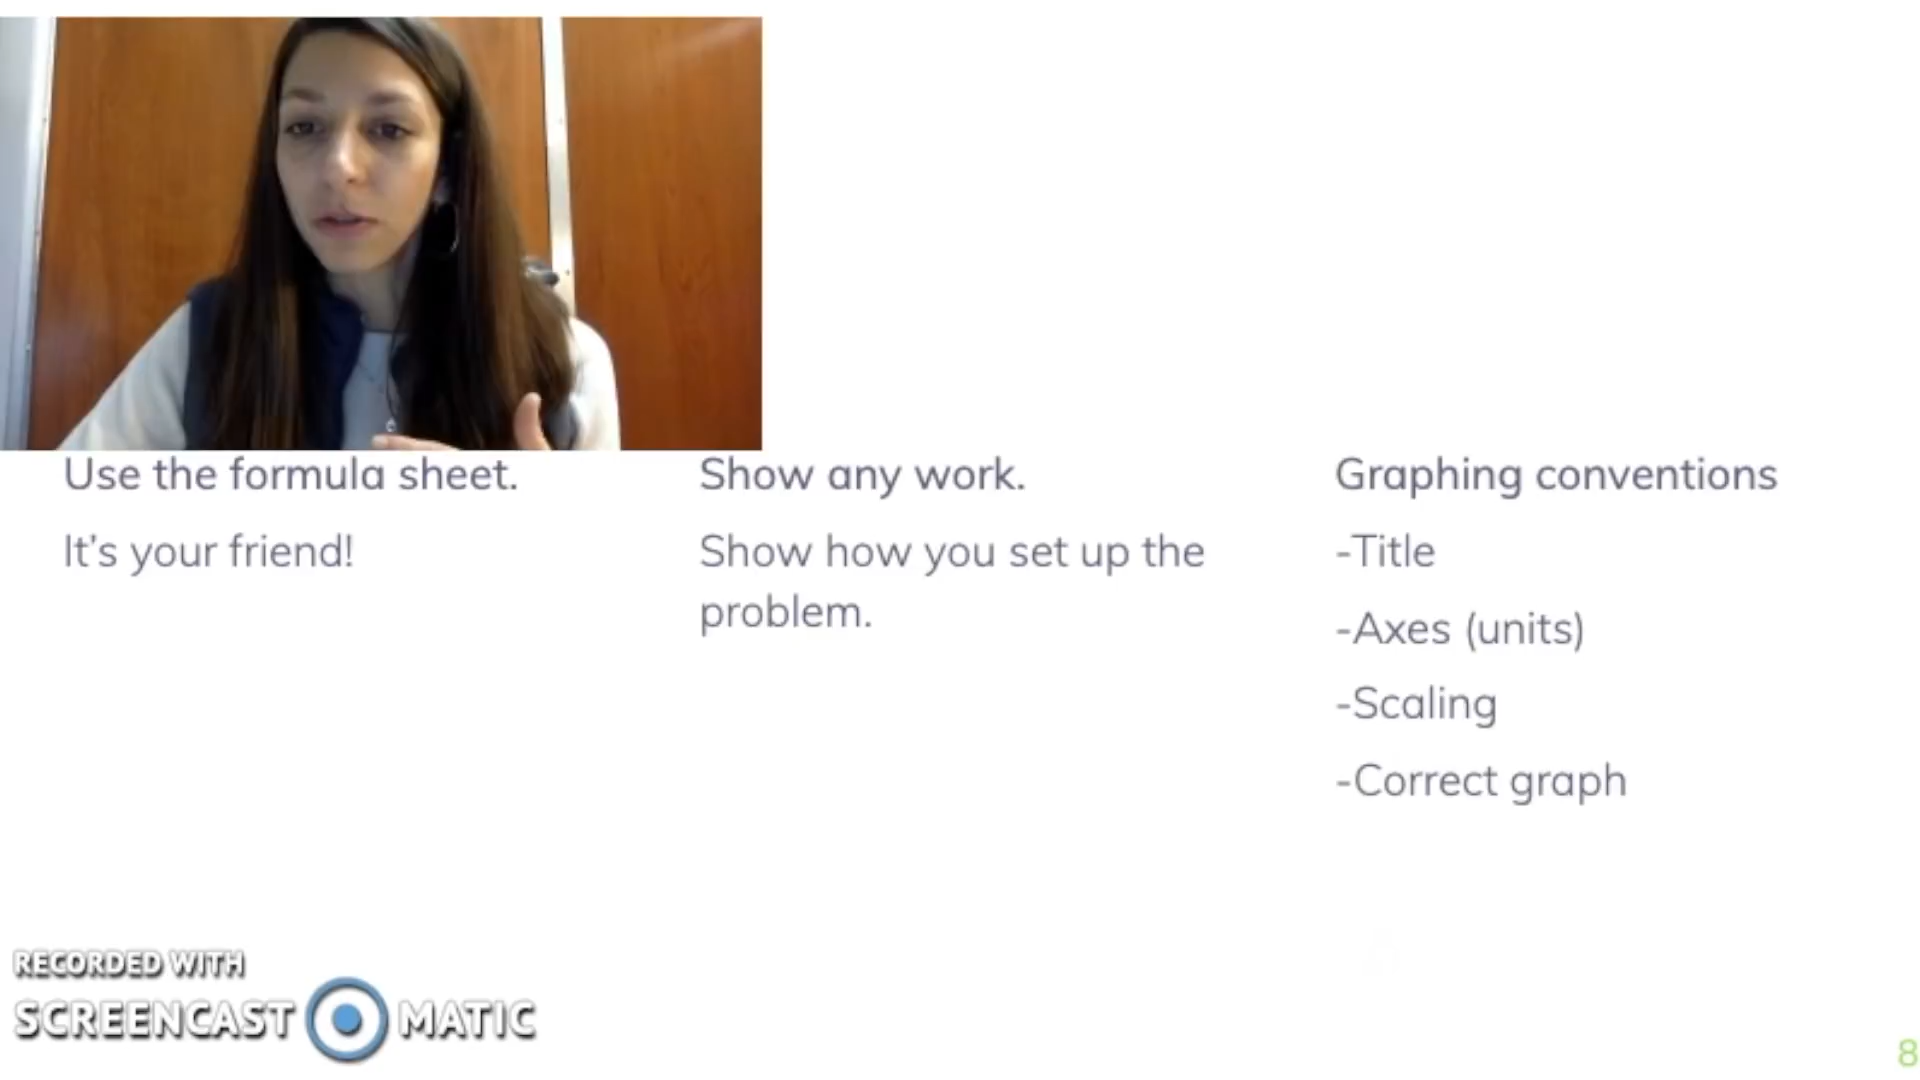 Use the formula sheet.
It's your friend!
Show any work.
Show how you set up the
problem.
Graphing conventions
-Title
-Axes (units)
-Scaling
-Correct graph
RECORDED WITH
SCREENCAST MATIC
8